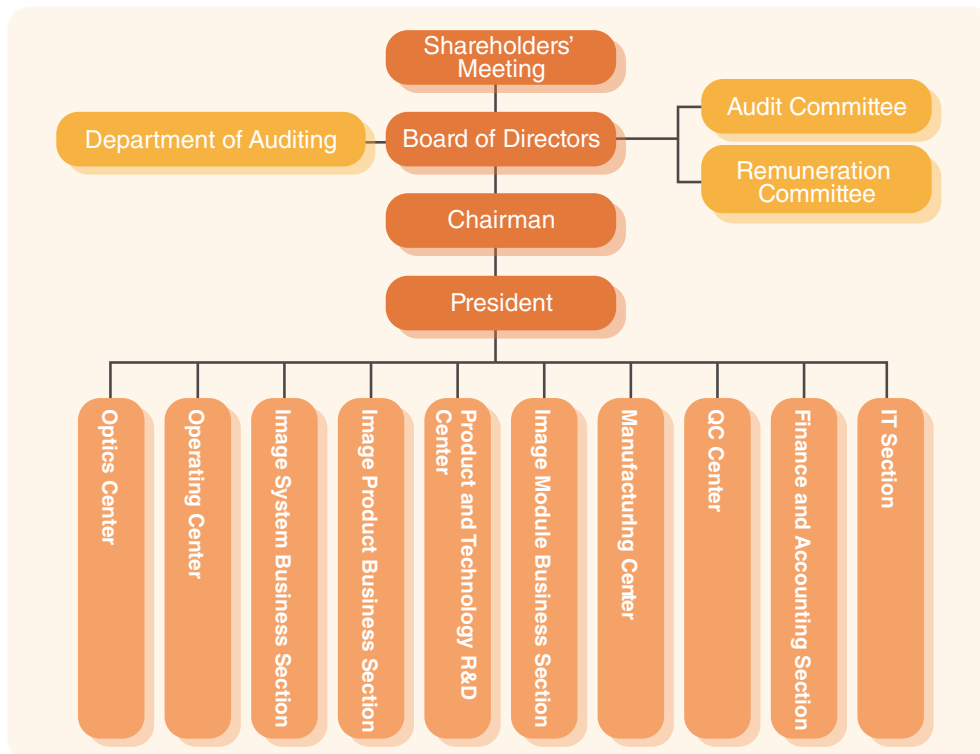 Shareholders'
Meeting
Department of Auditing
Board of Directors
Audit Committee
Remuneration
Committee
Chairman
President
Optics Center
Operating Center
Image System Business Section
Image Product Business Section
Product and Technology R&D
Center
Image Module Business Section
Manufacturing Center
QC Center
Finance and Accounting Section
IT Section